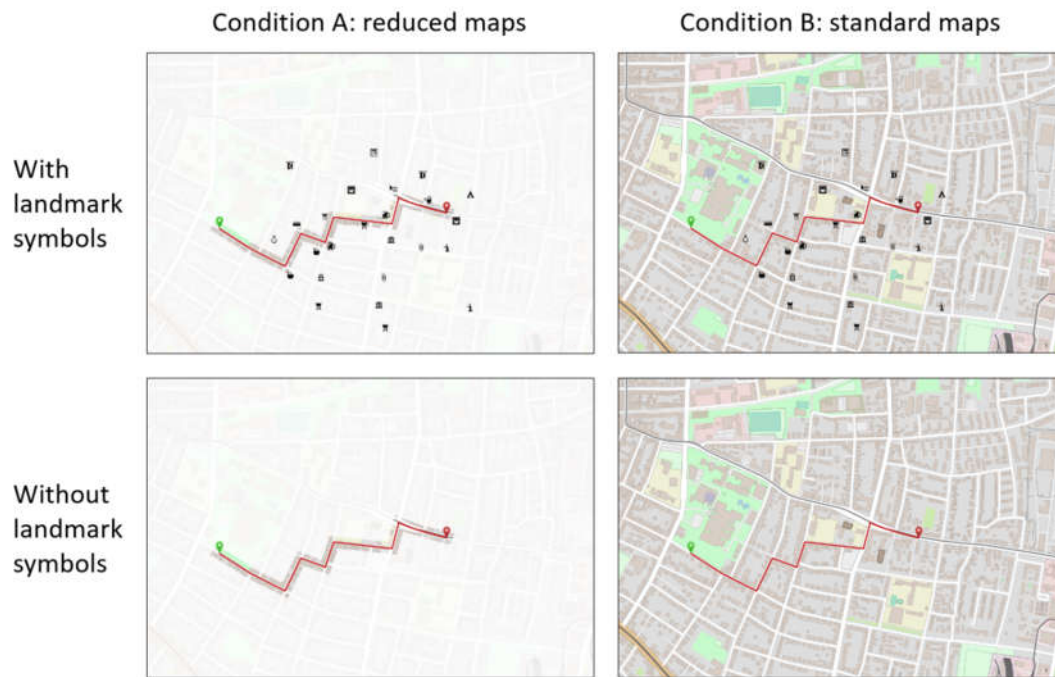 Condition A: reduced maps
Condition B: standard maps
With
landmark
symbols
Without
landmark
symbols